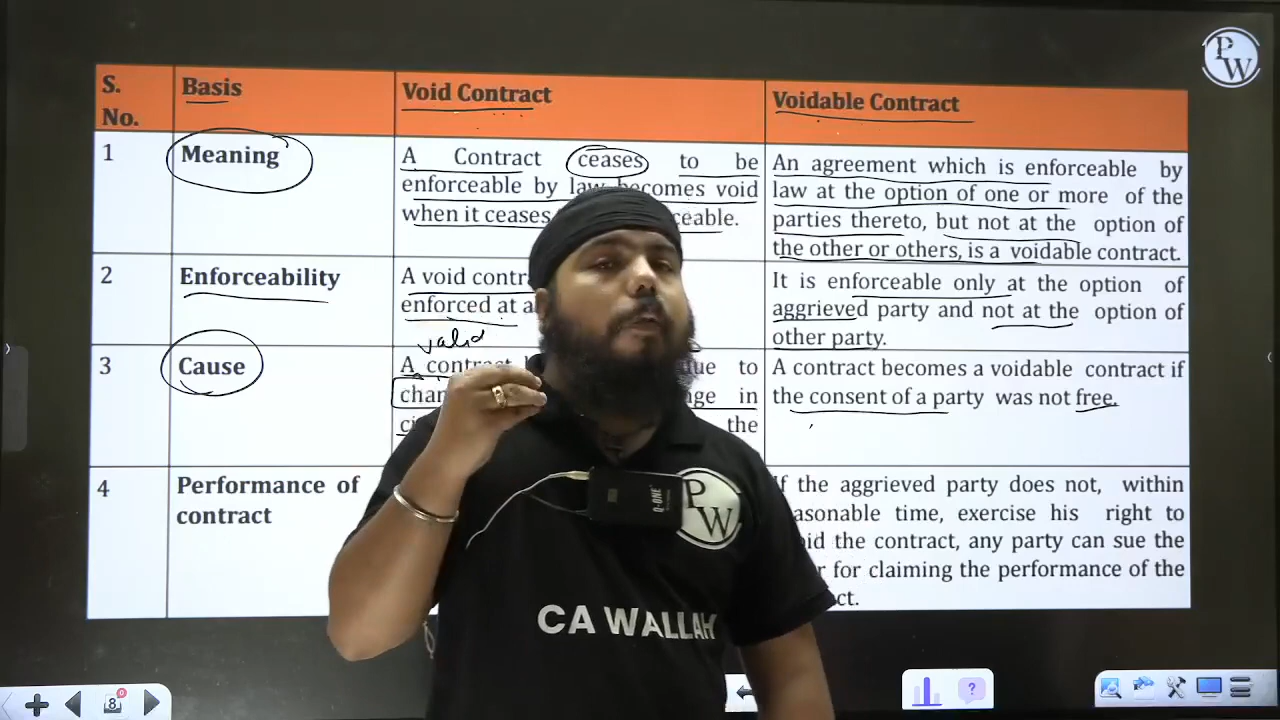 P
W
S.
No.
Basis
Void Contract
Voidable Contract
1
Meaning
A Contract ceases to be
enforceable by law becomes void
when it ceases ceable.
An agreement which is enforceable by
law at the option of one or more of the
parties thereto, but not at the option of
the other or others, is a voidable contract.
2
Enforceability
A void contr
enforced at a
It is enforceable only at the option of
aggrieved party and not at the option of
other party.
3
Cause
valid
A contract ue to
chan nge in
ci the
A contract becomes a voidable contract if
the consent of a party was not free.
4
Performance of
contract
If the aggrieved party does not, within
asonable time, exercise his right to
id the contract, any party can sue the
r for claiming the performance of the
ct.
Q-ONE
P
W
CA WALLAH
8
0
?